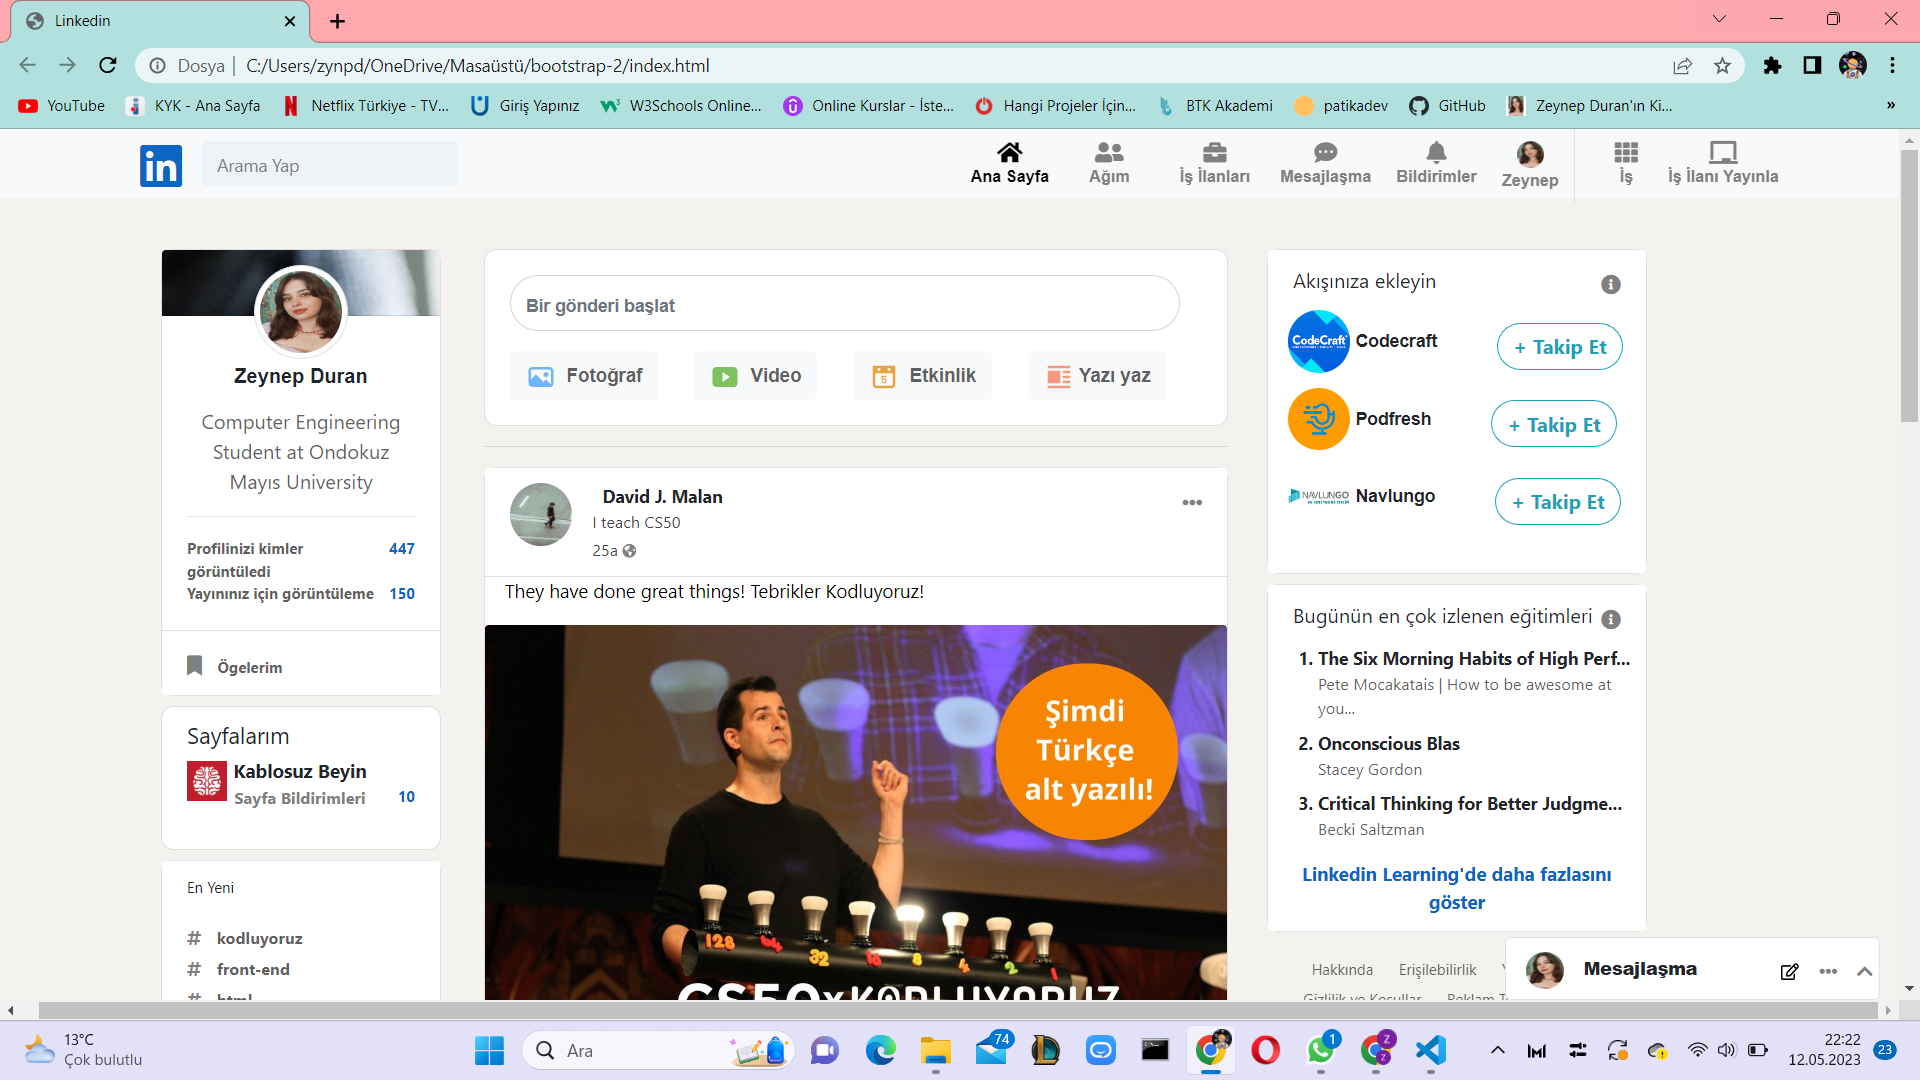 Linkedin
Dosya | C:/Users/zynpd/OneDrive/Masaüstü/bootstrap-2/index.html
YouTube
KYK - Ana Sayfa
Netflix Türkiye - TV...
Giriş Yapınız
W3Schools Online...
Online Kurslar - İste...
Hangi Projeler İçin...
BTK Akademi
patikadev
GitHub
Zeynep Duran'ın Ki...
»
in
Arama Yap
Ana Sayfa
Ağım
İş İlanları
Mesajlaşma
Bildirimler
Zeynep
İş
İş İlanı Yayınla
Zeynep Duran
Computer Engineering
Student at Ondokuz
Mayıs University
Profilinizi kimler
görüntüledi
447
Yayınınız için görüntüleme 150
Ögelerim
Sayfalarım
Kablosuz Beyin
Sayfa Bildirimleri
10
En Yeni
# kodluyoruz
# front-end
# html
Bir gönderi başlat
Fotoğraf
Video
5
Etkinlik
Yazı yaz
David J. Malan
I teach CS50
25a
They have done great things! Tebrikler Kodluyoruz!
Şimdi
Türkçe
alt yazılı!
128 64 32 16 8 4 2 1
CS50xKODLUYORUZ
Akışınıza ekleyin
CodeCraft
Codecraft
+ Takip Et
Podfresh
+ Takip Et
NAVLUNGO
Navlungo
+ Takip Et
Bugünün en çok izlenen eğitimleri
1. The Six Morning Habits of High Perf...
Pete Mocakatais | How to be awesome at
you...
2. Onconscious Blas
Stacey Gordon
3. Critical Thinking for Better Judgme...
Becki Saltzman
Linkedin Learning'de daha fazlasını
göster
Hakkında
Erişilebilirlik
Gizlilik ve Koşullar
Mesajlaşma
13°C
Çok bulutlu
Ara
74
1
Z
z
22:22
12.05.2023
23